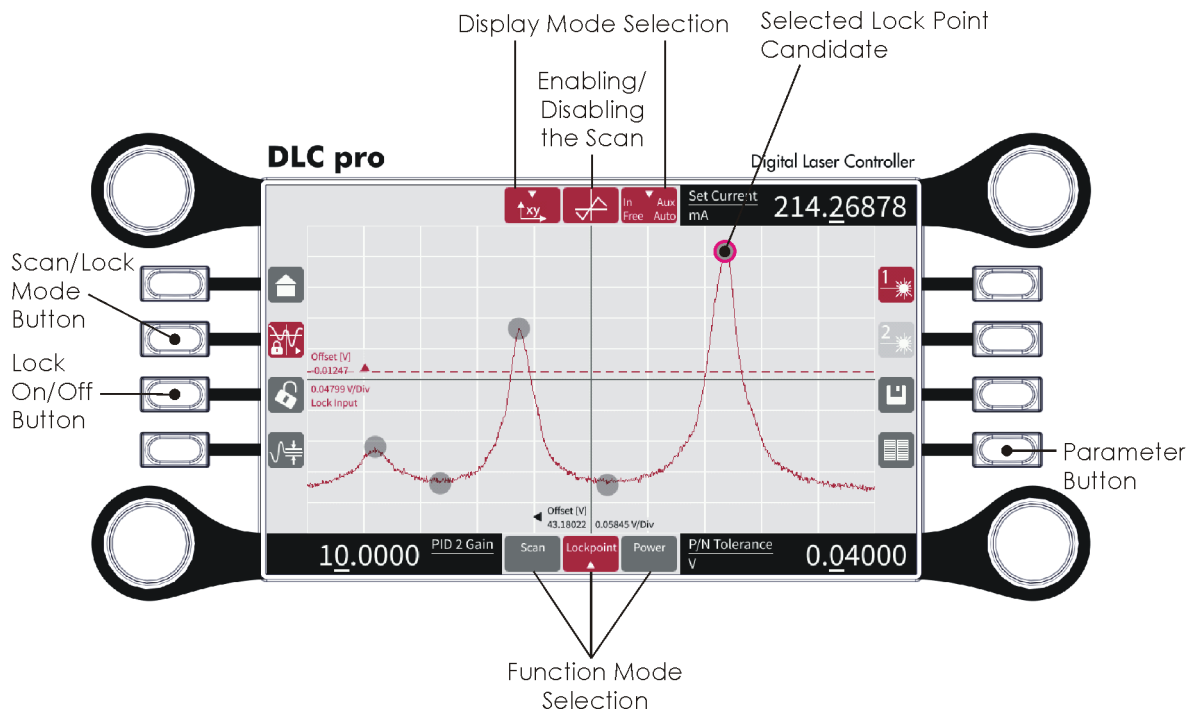 Display Mode Selection
Selected Lock Point
Candidate
Enabling/
Disabling
the Scan
DLC pro
Digital Laser Controller
xy
In Aux
Free Auto
Set Current
mA
214.26878
Scan/Lock
Mode
Button
Lock
On/Off
Button
1
2
Offset [V]
-0.01247
0.04799 V/Div
Lock Input
Parameter
Button
Offset [V]
43.18022 0.05845 V/Div
10.0000
PID 2 Gain
Scan
Lockpoint
Power
P/N Tolerance
V
0.04000
Function Mode
Selection